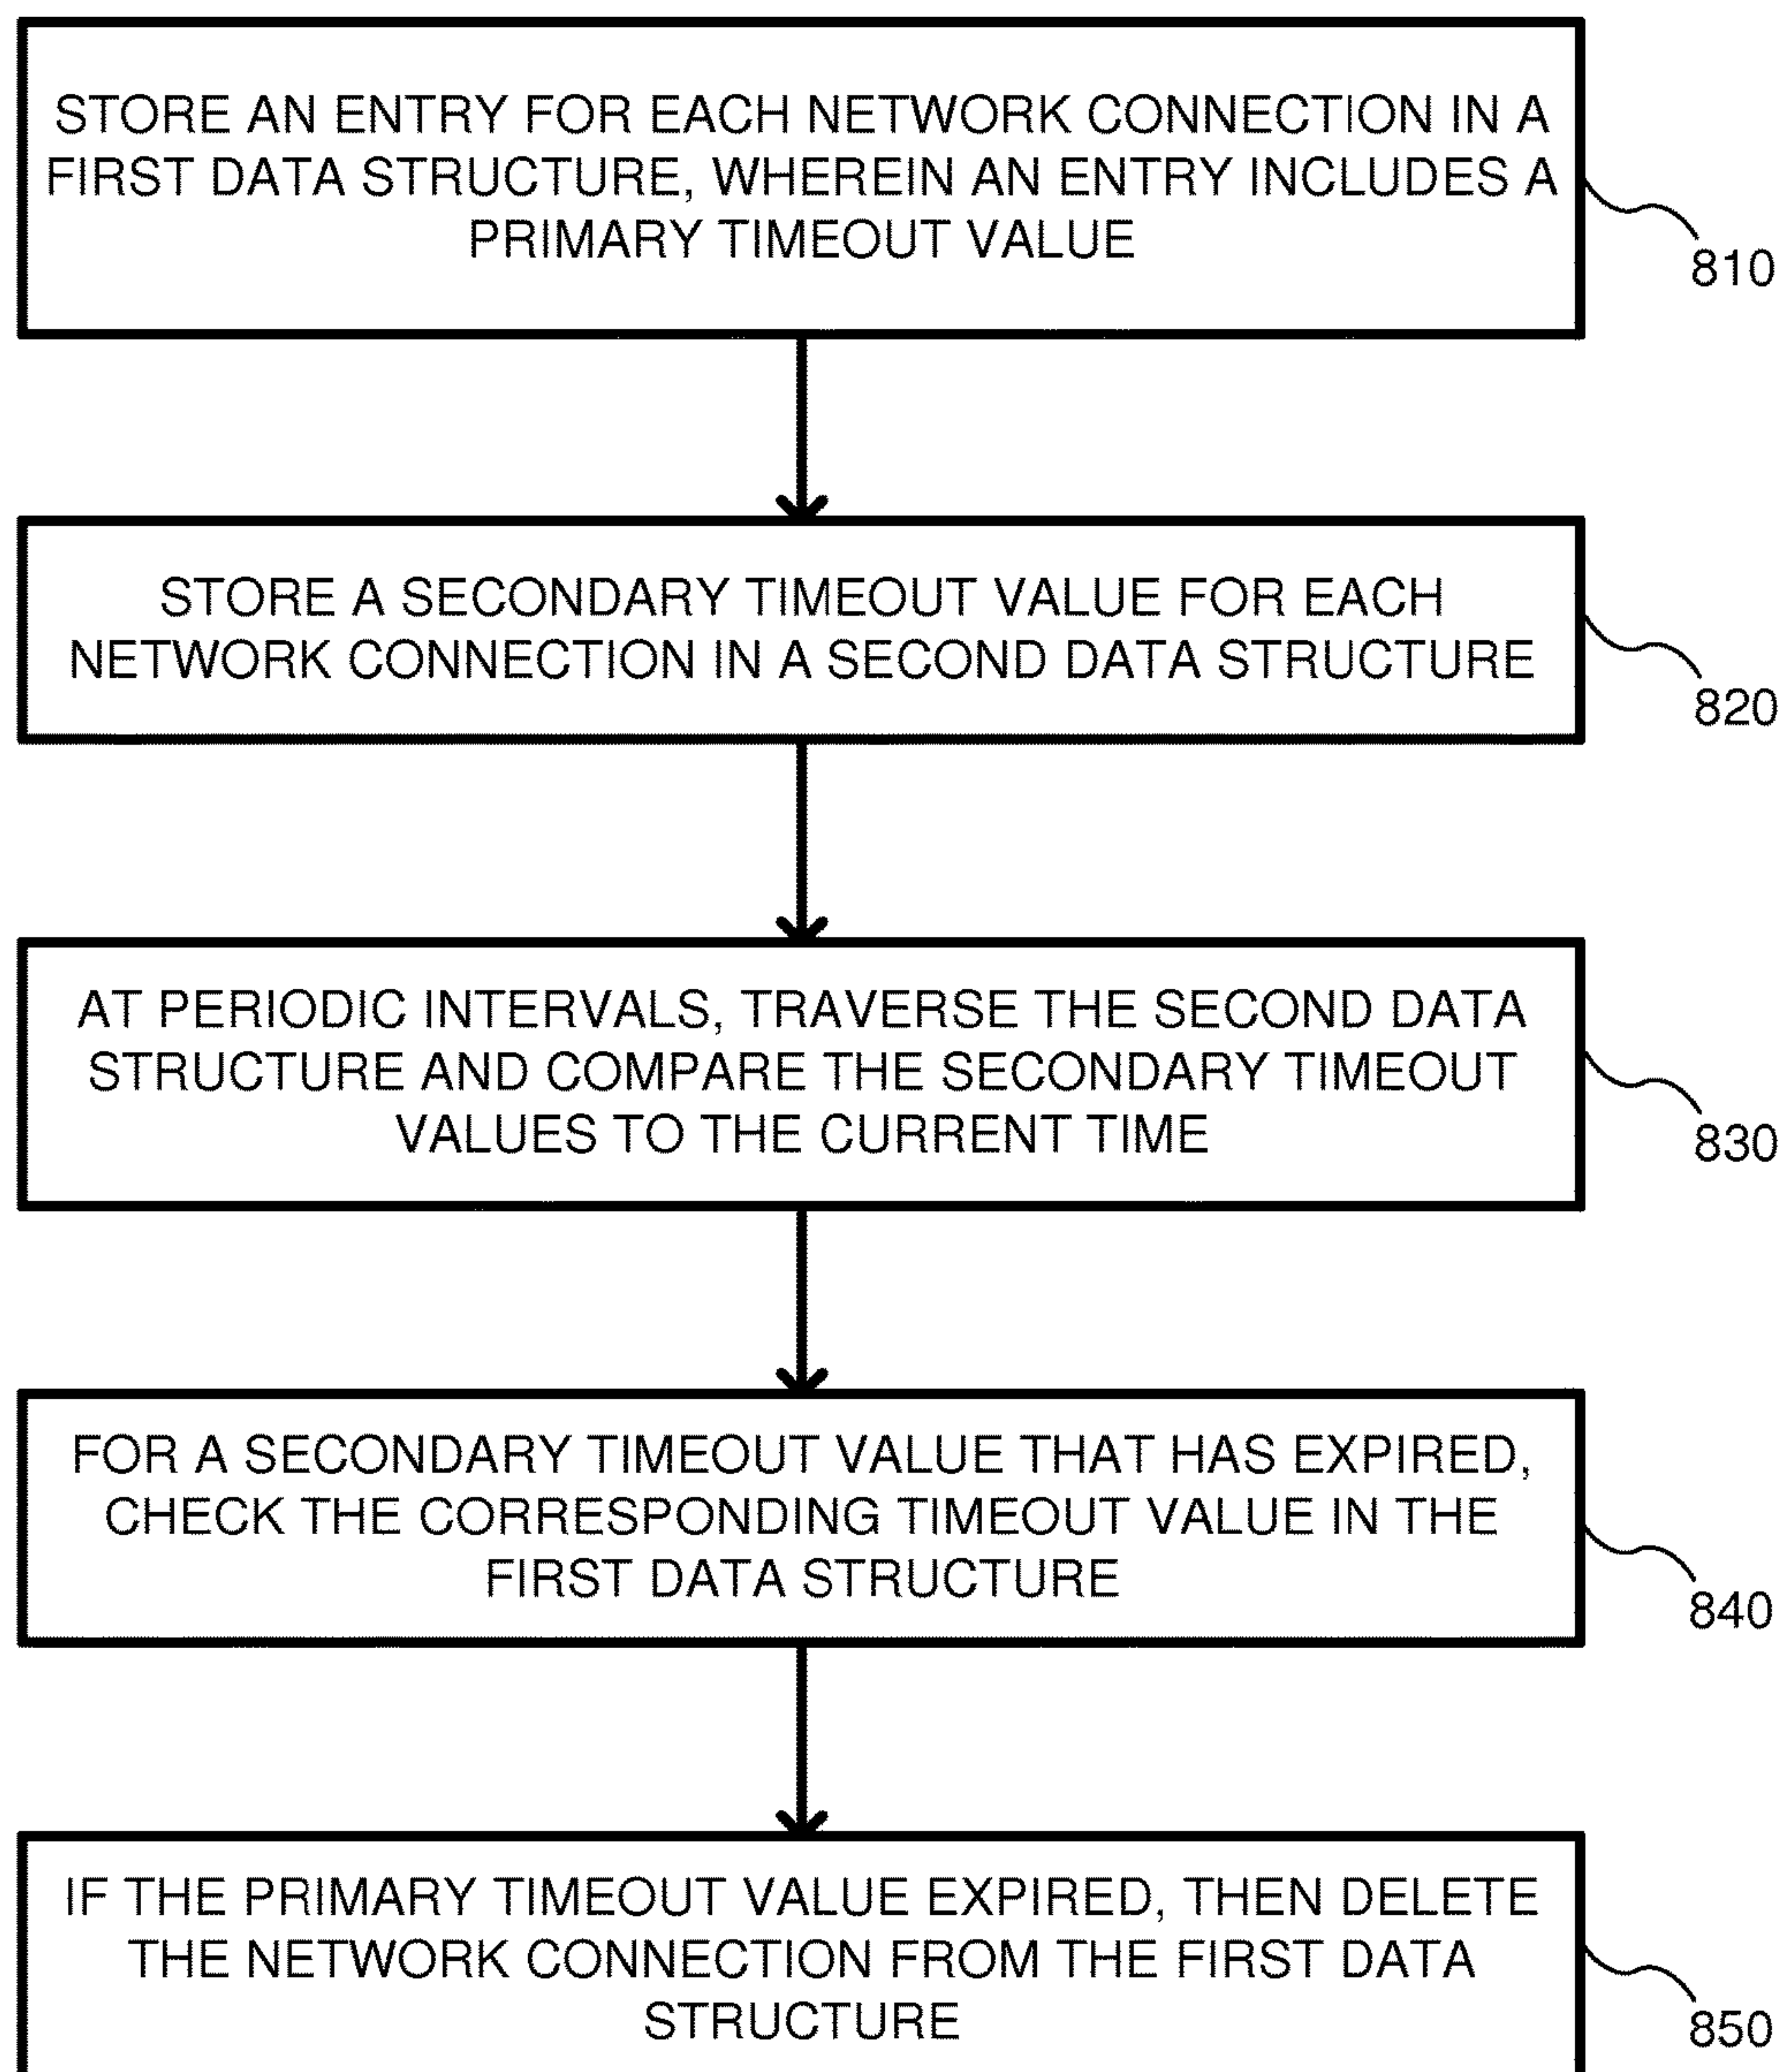 STORE AN ENTRY FOR EACH NETWORK CONNECTION IN A
FIRST DATA STRUCTURE, WHEREIN AN ENTRY INCLUDES A
PRIMARY TIMEOUT VALUE
810
STORE A SECONDARY TIMEOUT VALUE FOR EACH
NETWORK CONNECTION IN A SECOND DATA STRUCTURE
820
AT PERIODIC INTERVALS, TRAVERSE THE SECOND DATA
STRUCTURE AND COMPARE THE SECONDARY TIMEOUT
VALUES TO THE CURRENT TIME
830
FOR A SECONDARY TIMEOUT VALUE THAT HAS EXPIRED,
CHECK THE CORRESPONDING TIMEOUT VALUE IN THE
FIRST DATA STRUCTURE
840
IF THE PRIMARY TIMEOUT VALUE EXPIRED, THEN DELETE
THE NETWORK CONNECTION FROM THE FIRST DATA
STRUCTURE
850